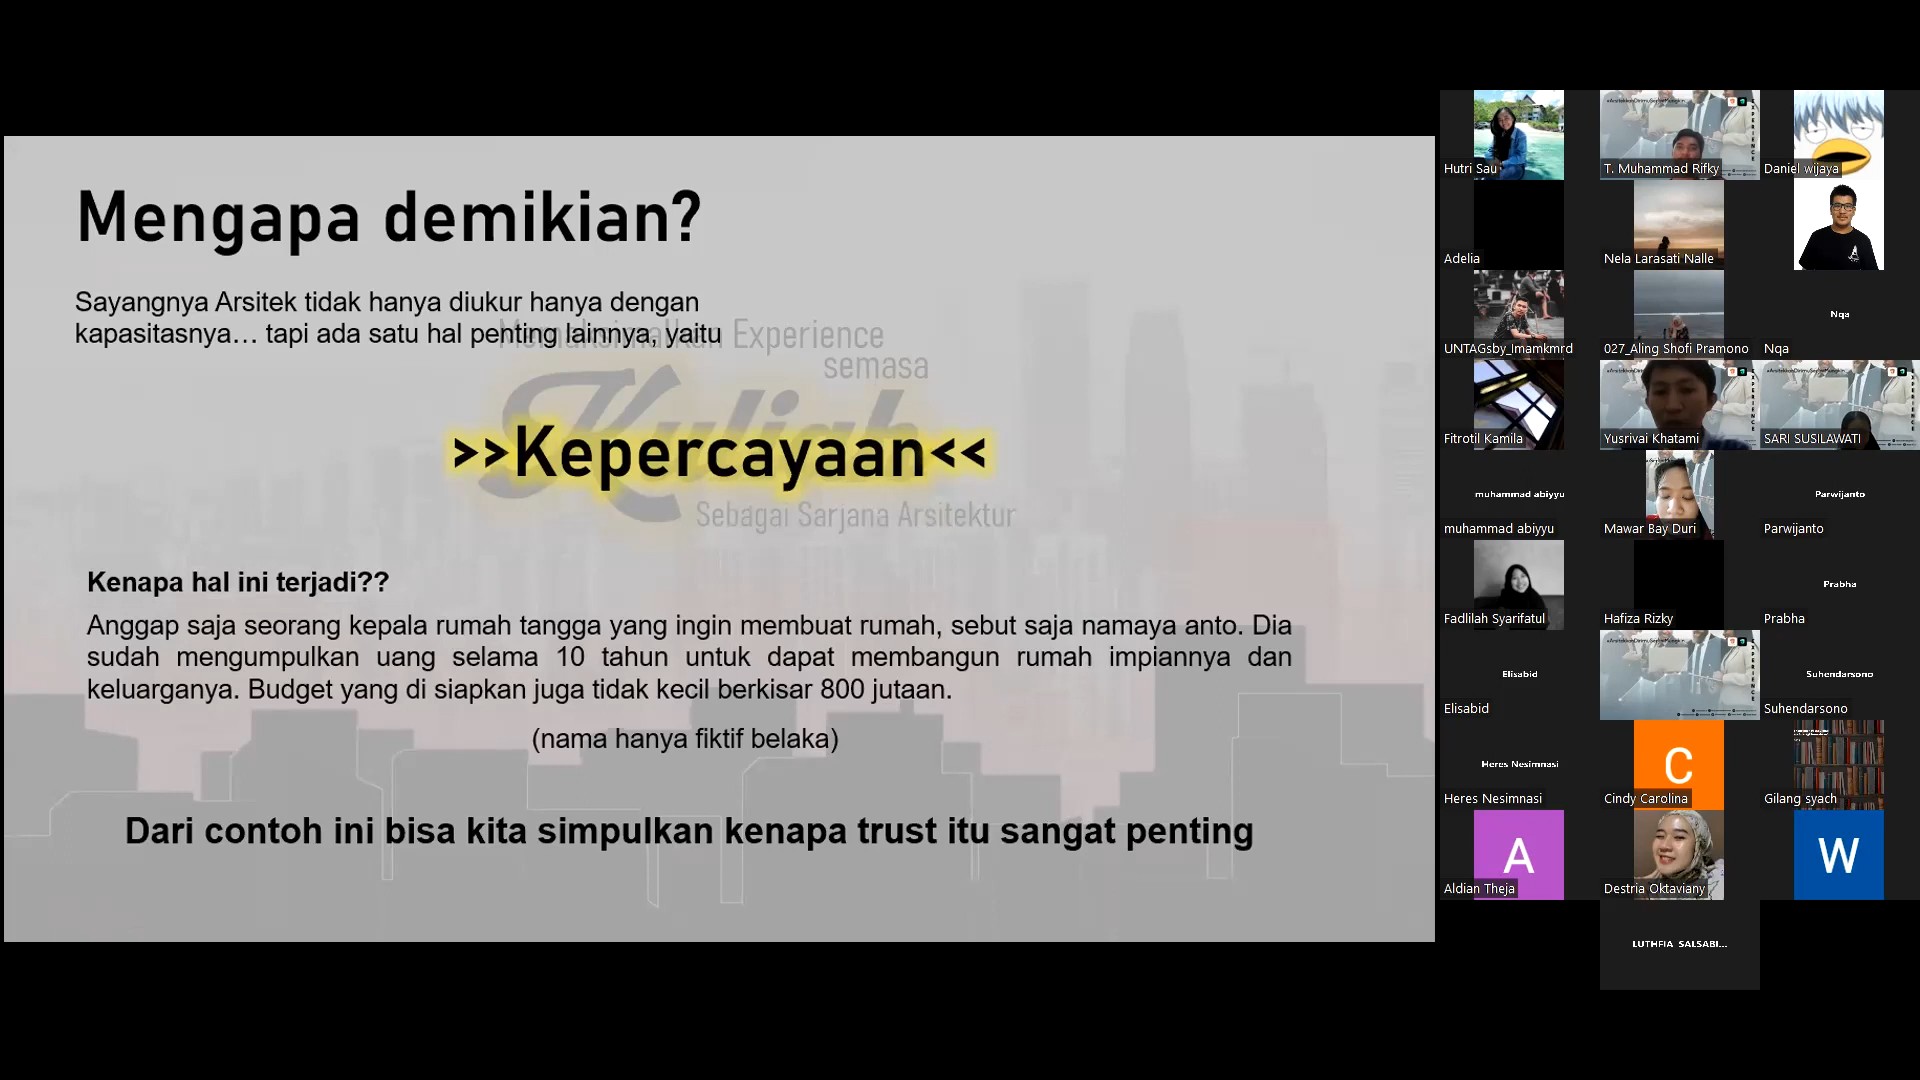 Mengapa demikian?
Sayangnya Arsitek tidak hanya diukur hanya dengan
kapasitasnya… tapi ada satu hal penting lainnya, yaitu
Memaksimalkan Experience
semasa
Kuliah
>>Kepercayaan<<
Sebagai Sarjana Arsitektur
Kenapa hal ini terjadi??
Anggap saja seorang kepala rumah tangga yang ingin membuat rumah, sebut saja namaya anto. Dia
sudah mengumpulkan uang selama 10 tahun untuk dapat membangun rumah impiannya dan
keluarganya. Budget yang di siapkan juga tidak kecil berkisar 800 jutaan.
(nama hanya fiktif belaka)
Dari contoh ini bisa kita simpulkan kenapa trust itu sangat penting
Hutri Sau
T. Muhammad Rifky
EXPERIENCE
Daniel wijaya
Adelia
Nela Larasati Nalle
UNTAGsby_Imamkmrd
027_Aling Shofi Pramono
Nqa
Nqa
Fitrotil Kamila
Yusrivai Khatami
EXPERIENCE
SARI SUSILAWATI
EXPERIENCE
muhammad abiyyu
muhammad abiyyu
Mawar Bay Duri
Parwijanto
Parwijanto
Fadlilah Syarifatul
Hafiza Rizky
Prabha
Prabha
Elisabid
Elisabid
EXPERIENCE
Suhendarsono
Suhendarsono
Heres Nesimnasi
Heres Nesimnasi
C
Cindy Carolina
Gilang syach
A
Aldian Theja
Destria Oktaviany
W
LUTHFIA SALSABI...